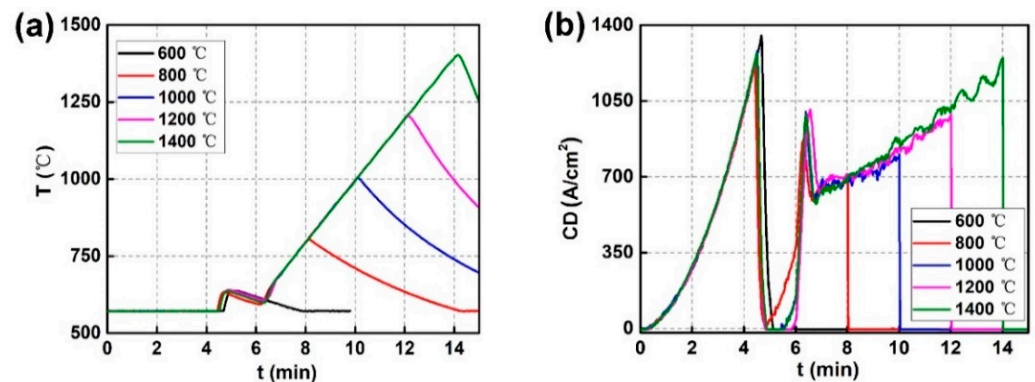 (a)
1500
1250
1000
750
500
T (℃)
600 ℃
800 ℃
1000 ℃
1200 ℃
1400 ℃
0 2 4 6 8 10 12 14
t (min)
(b)
1400
1050
700
350
0
CD (A/cm²)
600 ℃
800 ℃
1000 ℃
1200 ℃
1400 ℃
0 2 4 6 8 10 12 14
t (min)